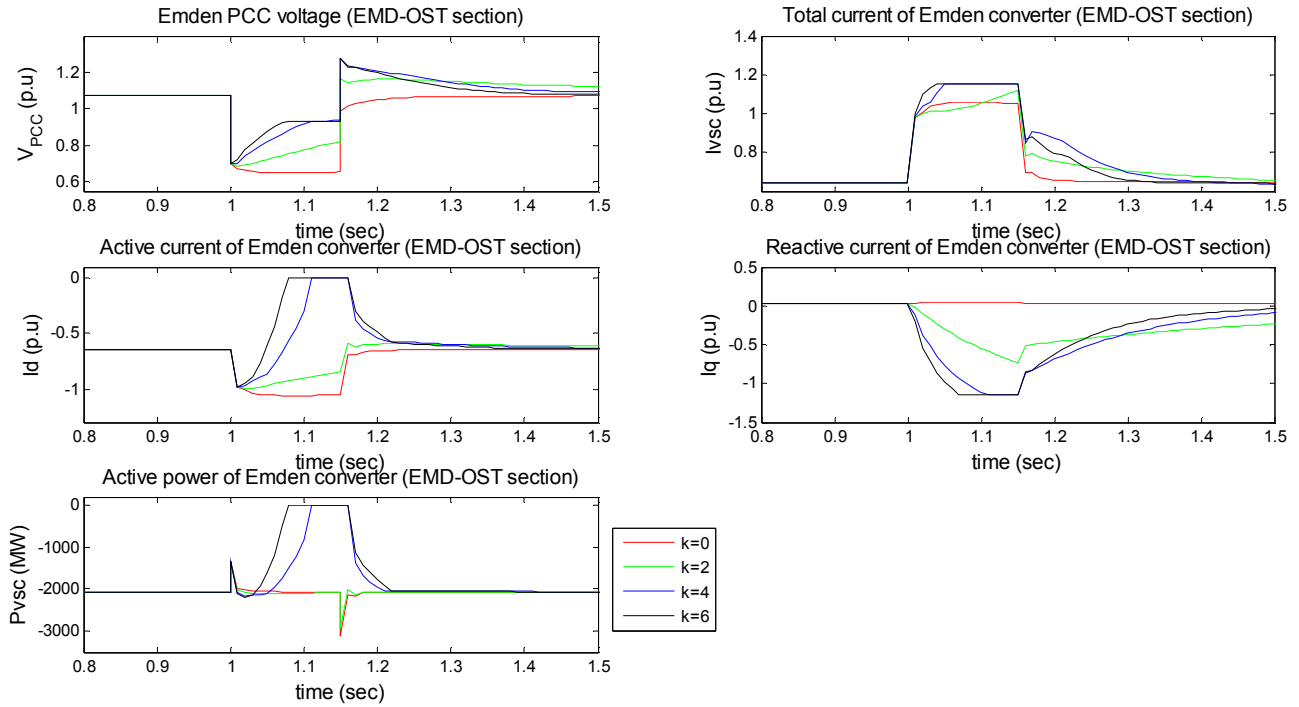 Emden PCC voltage (EMD-OST section)
V_PCC (p.u)
1.2
1
0.8
0.6
0.8 0.9 1 1.1 1.2 1.3 1.4 1.5
time (sec)
Total current of Emden converter (EMD-OST section)
Ivsc (p.u)
1.4
1.2
1
0.8
0.6
0.8 0.9 1 1.1 1.2 1.3 1.4 1.5
time (sec)
Active current of Emden converter (EMD-OST section)
Id (p.u)
0
-0.5
-1
0.8 0.9 1 1.1 1.2 1.3 1.4 1.5
time (sec)
Reactive current of Emden converter (EMD-OST section)
Iq (p.u)
0.5
0
-0.5
-1
-1.5
0.8 0.9 1 1.1 1.2 1.3 1.4 1.5
time (sec)
Active power of Emden converter (EMD-OST section)
Pvsc (MW)
0
-1000
-2000
-3000
0.8 0.9 1 1.1 1.2 1.3 1.4 1.5
time (sec)
k=0
k=2
k=4
k=6